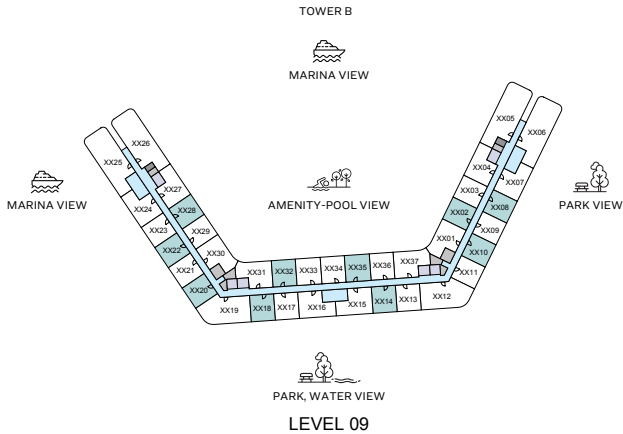 TOWER B
MARINA VIEW
XX05
XX06
XX26
XX25
XX04
XX07
XX27
XX03
MARINA VIEW
AMENITY-POOL VIEW
PARK VIEW
XX24
XX28
XX02
XX08
XX23
XX29
XX09
XX22
XX30
XX01
XX10
XX21
XX31
XX32
XX33
XX34
XX35
XX36
XX37
XX11
XX20
XX19
XX18
XX17
XX16
XX15
XX14
XX13
XX12
PARK, WATER VIEW
LEVEL 09